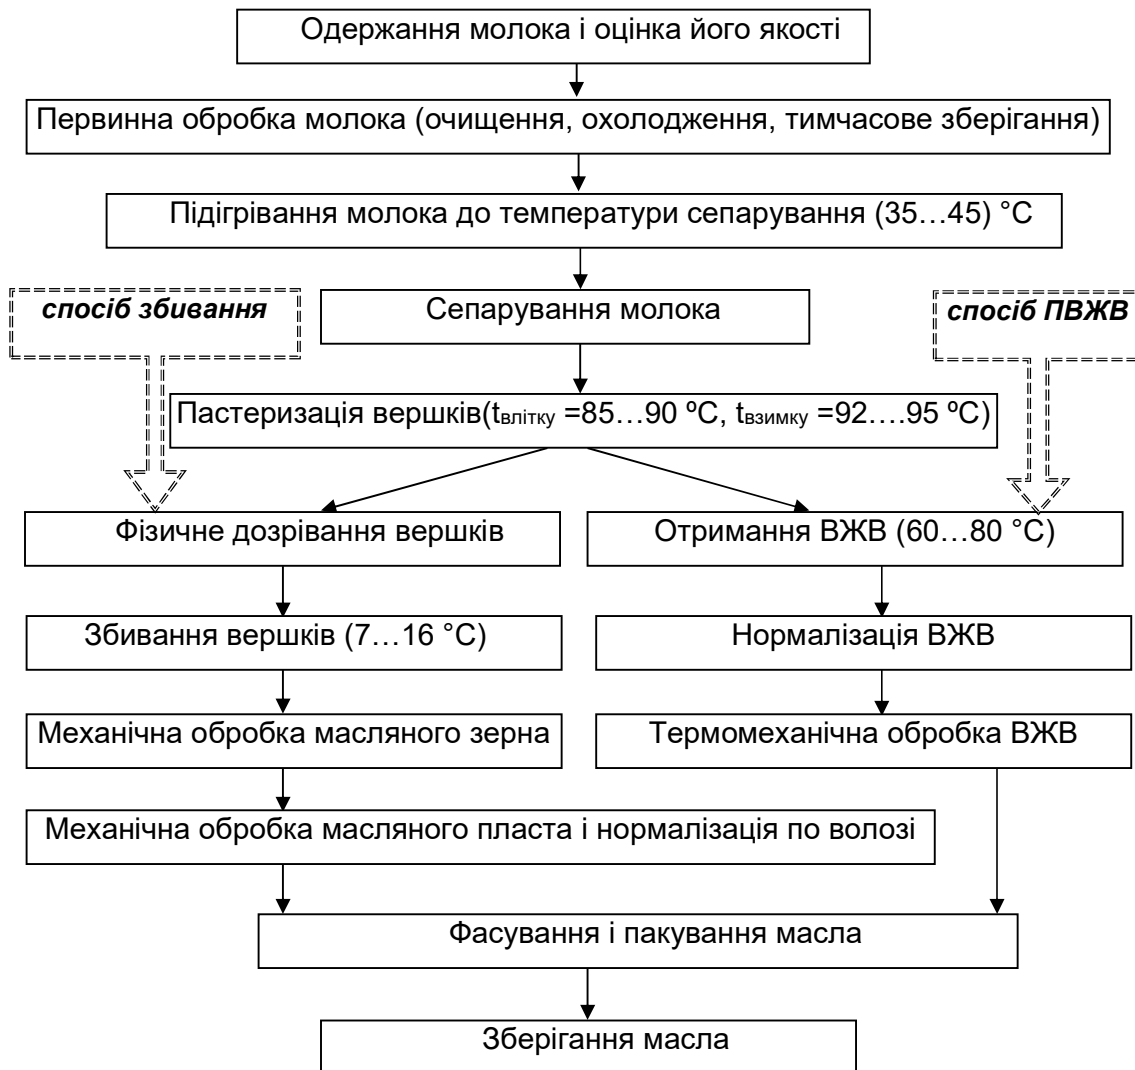 Одержання молока і оцінка його якості
Первинна обробка молока (очищення, охолодження, тимчасове зберігання)
Підігрівання молока до температури сепарування (35…45) °С
спосіб збивання
Сепарування молока
спосіб ПВЖВ
Пастеризація вершків(tвлітку =85…90 ºС, tвзимку =92….95 ºС)
Фізичне дозрівання вершків
Отримання ВЖВ (60…80 °С)
Збивання вершків (7…16 °С)
Нормалізація ВЖВ
Механічна обробка масляного зерна
Термомеханічна обробка ВЖВ
Механічна обробка масляного пласта і нормалізація по волозі
Фасування і пакування масла
Зберігання масла